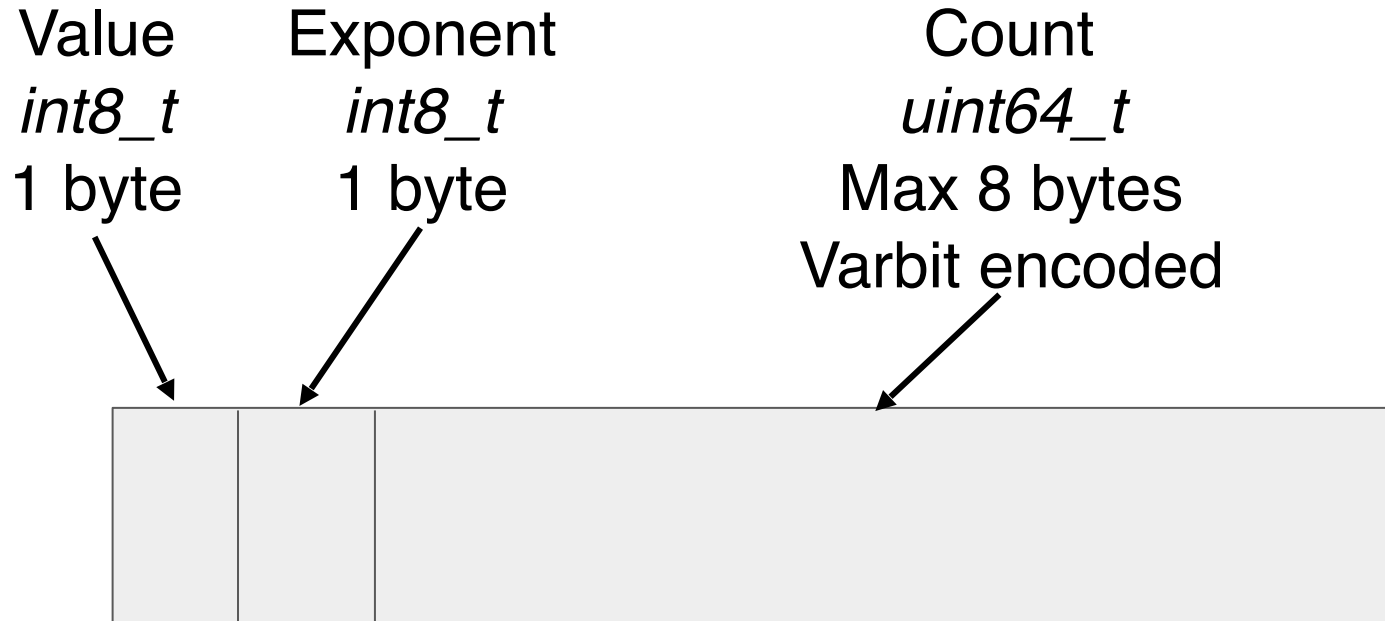 Value
int8_t
1 byte
Exponent
int8_t
1 byte
Count
uint64_t
Max 8 bytes
Varbit encoded